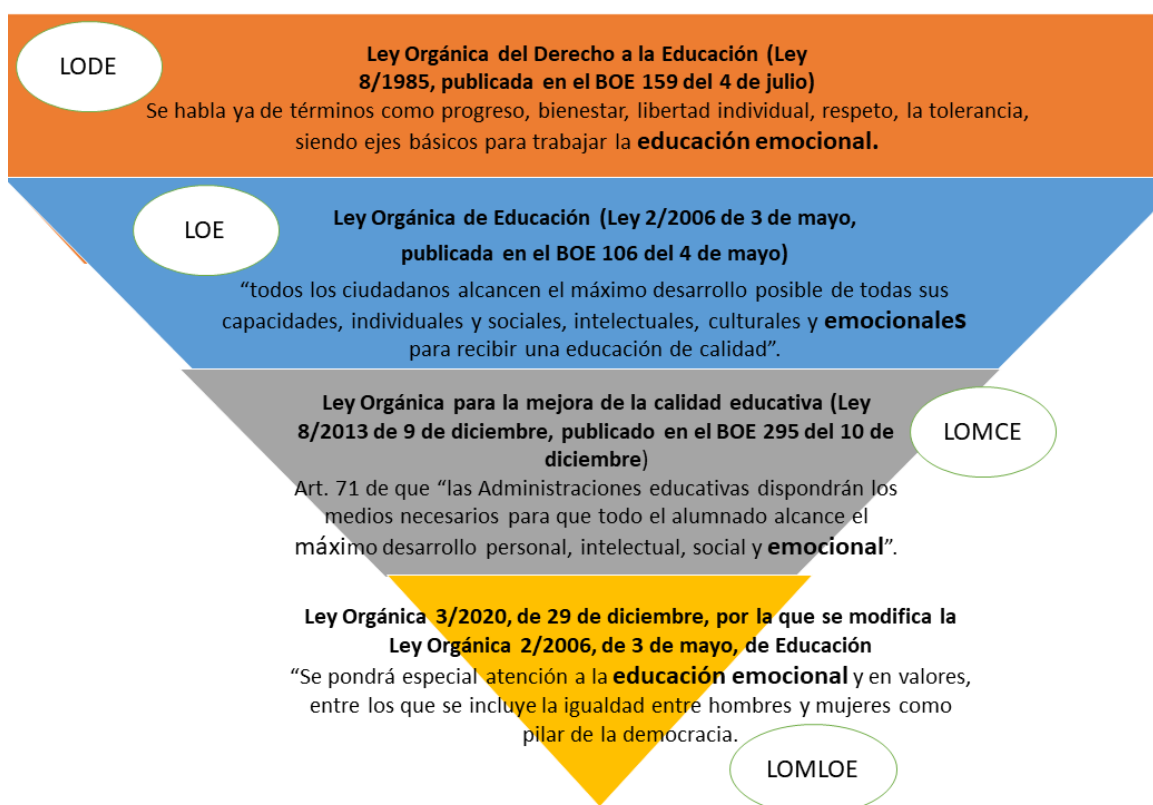 LODE
Ley Orgánica del Derecho a la Educación (Ley
8/1985, publicada en el BOE 159 del 4 de julio)
Se habla ya de términos como progreso, bienestar, libertad individual, respeto, la tolerancia,
siendo ejes básicos para trabajar la educación emocional.
LOE
Ley Orgánica de Educación (Ley 2/2006 de 3 de mayo,
publicada en el BOE 106 del 4 de mayo)
“todos los ciudadanos alcancen el máximo desarrollo posible de todas sus
capacidades, individuales y sociales, intelectuales, culturales y emocionales
para recibir una educación de calidad”.
Ley Orgánica para la mejora de la calidad educativa (Ley
8/2013 de 9 de diciembre, publicado en el BOE 295 del 10 de
diciembre)
LOMCE
Art. 71 de que “las Administraciones educativas dispondrán los
medios necesarios para que todo el alumnado alcance el
máximo desarrollo personal, intelectual, social y emocional”.
Ley Orgánica 3/2020, de 29 de diciembre, por la que se modifica la
Ley Orgánica 2/2006, de 3 de mayo, de Educación
“Se pondrá especial atención a la educación emocional y en valores,
entre los que se incluye la igualdad entre hombres y mujeres como
pilar de la democracia.
LOMLOE